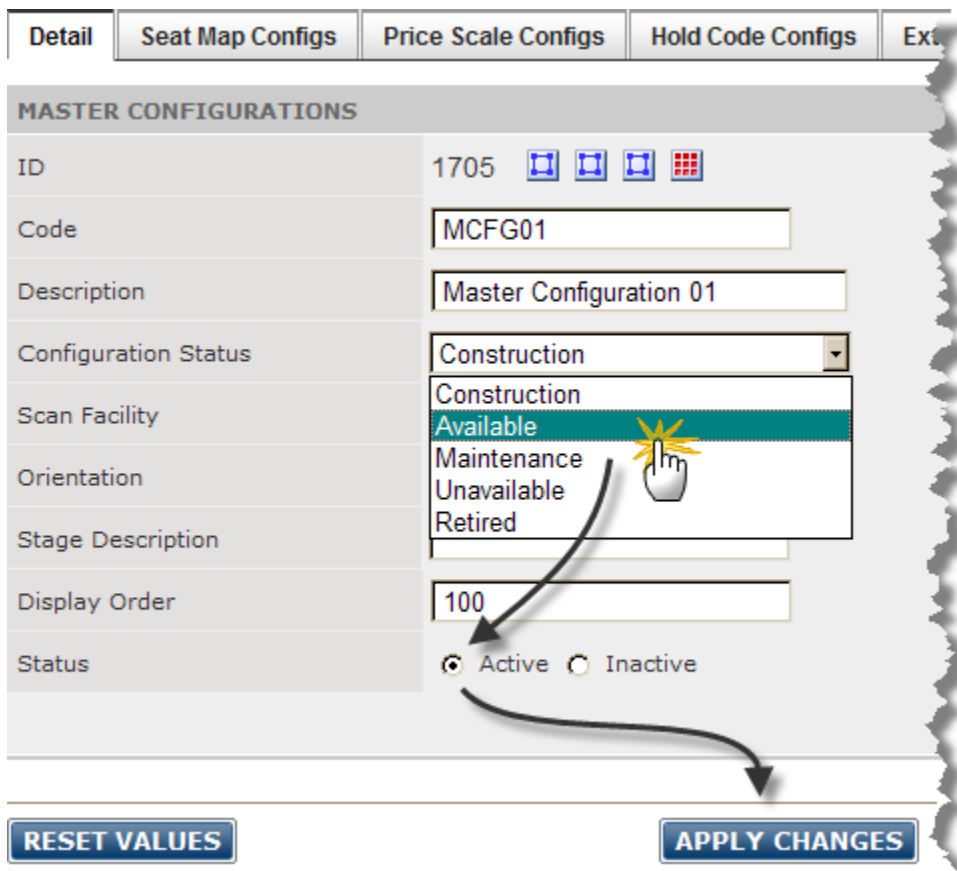 Detail Seat Map Configs Price Scale Configs Hold Code Configs Ext
MASTER CONFIGURATIONS
ID 1705
Code MCFG01
Description Master Configuration 01
Configuration Status Construction
Construction
Scan Facility Available
Maintenance
Orientation Unavailable
Retired
Stage Description
Display Order 100
Status Active Inactive
RESET VALUES APPLY CHANGES